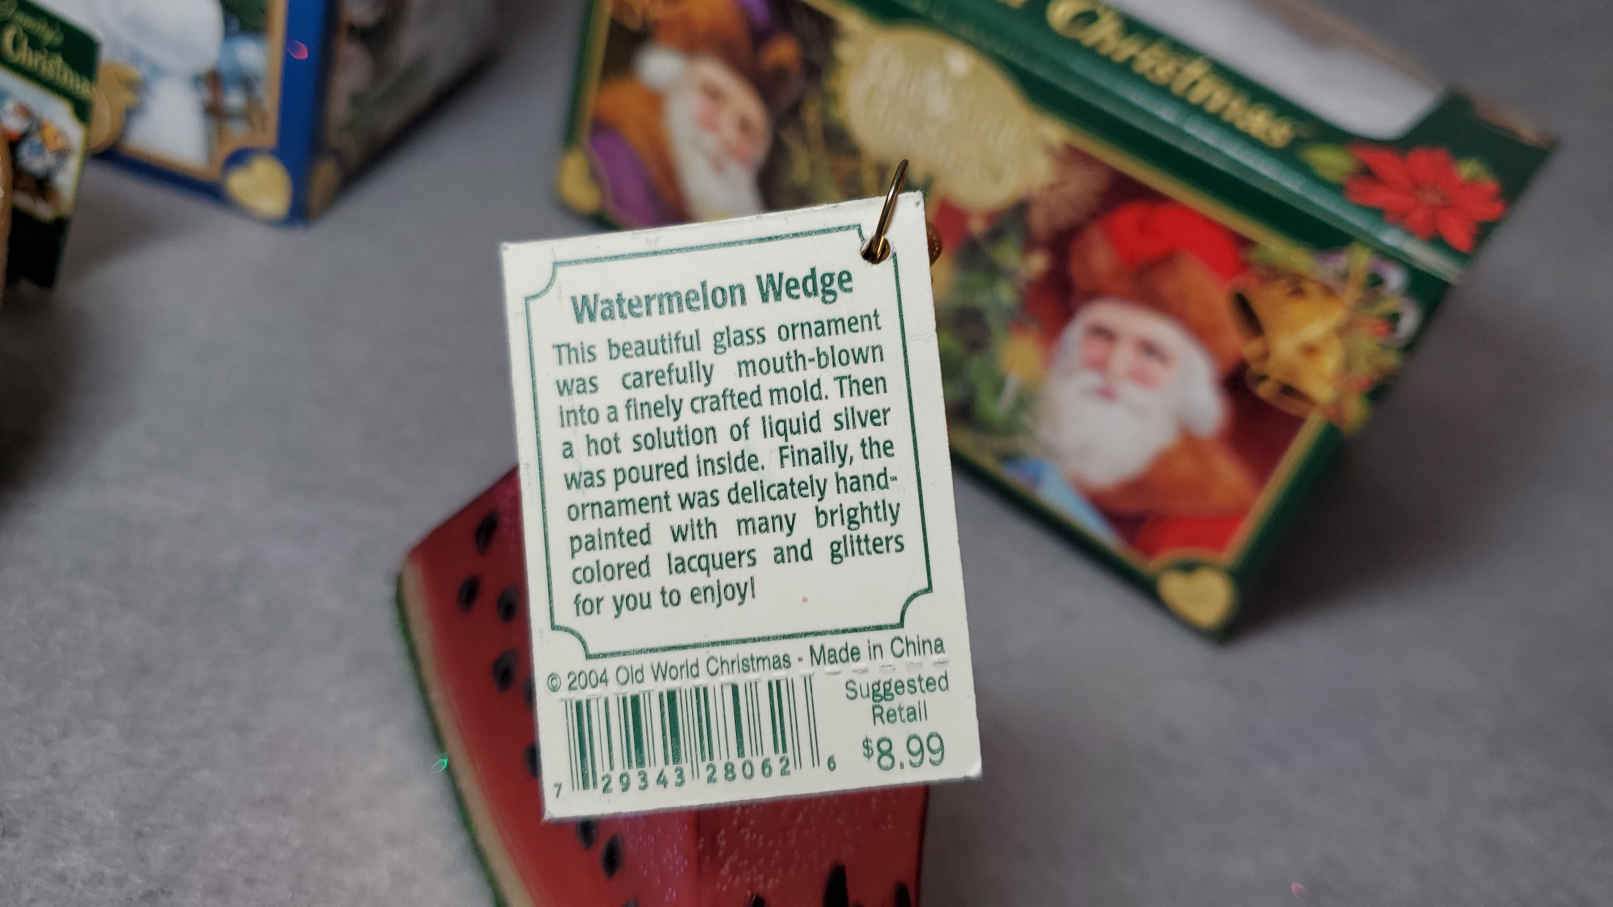 Christmas
Christmas
Watermelon Wedge
This beautiful glass ornament
was carefully mouth-blown
into a finely crafted mold. Then
a hot solution of liquid silver
was poured inside. Finally, the
ornament was delicately hand-
painted with many brightly
colored lacquers and glitters
for you to enjoy!
© 2004 Old World Christmas - Made in China
Suggested
Retail
$8.99
7 29343 28062 6